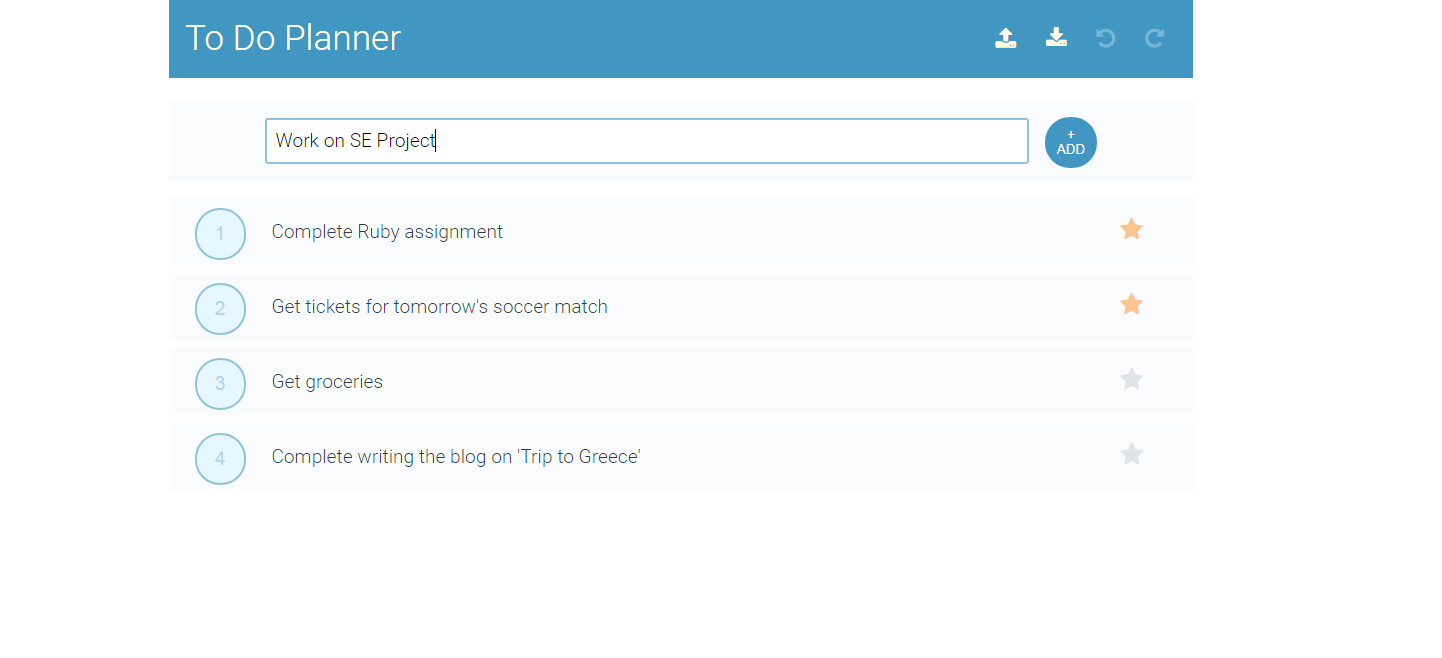 To Do Planner
Work on SE Project
+
ADD
1 Complete Ruby assignment
2 Get tickets for tomorrow's soccer match
3 Get groceries
4 Complete writing the blog on 'Trip to Greece'